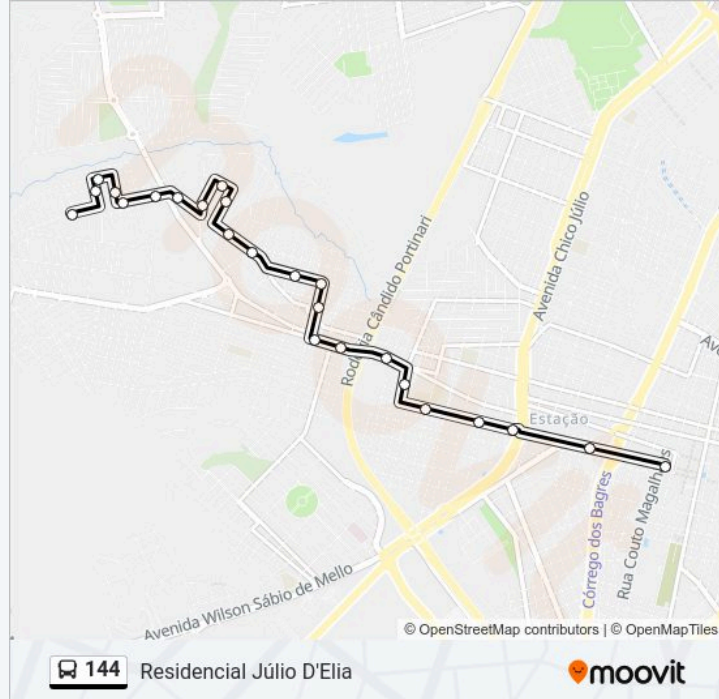 Avenida Chico Júlio
Rodovia Cândido Portinari
Estação
Córrego dos Bagres
Rua Couto Magalhães
Avenida Wilson Sábio de Mello
© OpenStreetMap contributors | © OpenMapTiles
144 Residencial Júlio D'Elia
moovit